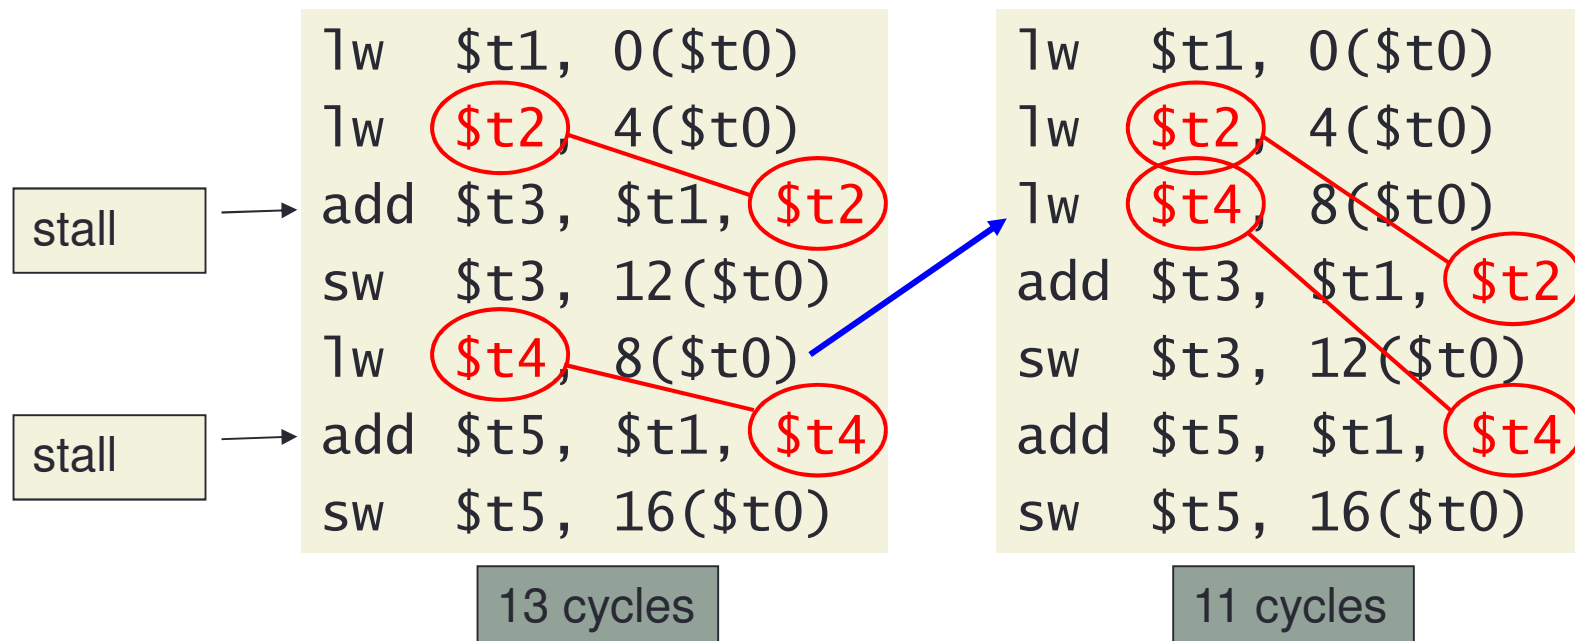 lw $t1, 0($t0)
lw $t2, 4($t0)
stall
add $t3, $t1, $t2
sw $t3, 12($t0)
lw $t4, 8($t0)
stall
add $t5, $t1, $t4
sw $t5, 16($t0)
13 cycles
lw $t1, 0($t0)
lw $t2, 4($t0)
lw $t4, 8($t0)
add $t3, $t1, $t2
sw $t3, 12($t0)
add $t5, $t1, $t4
sw $t5, 16($t0)
11 cycles